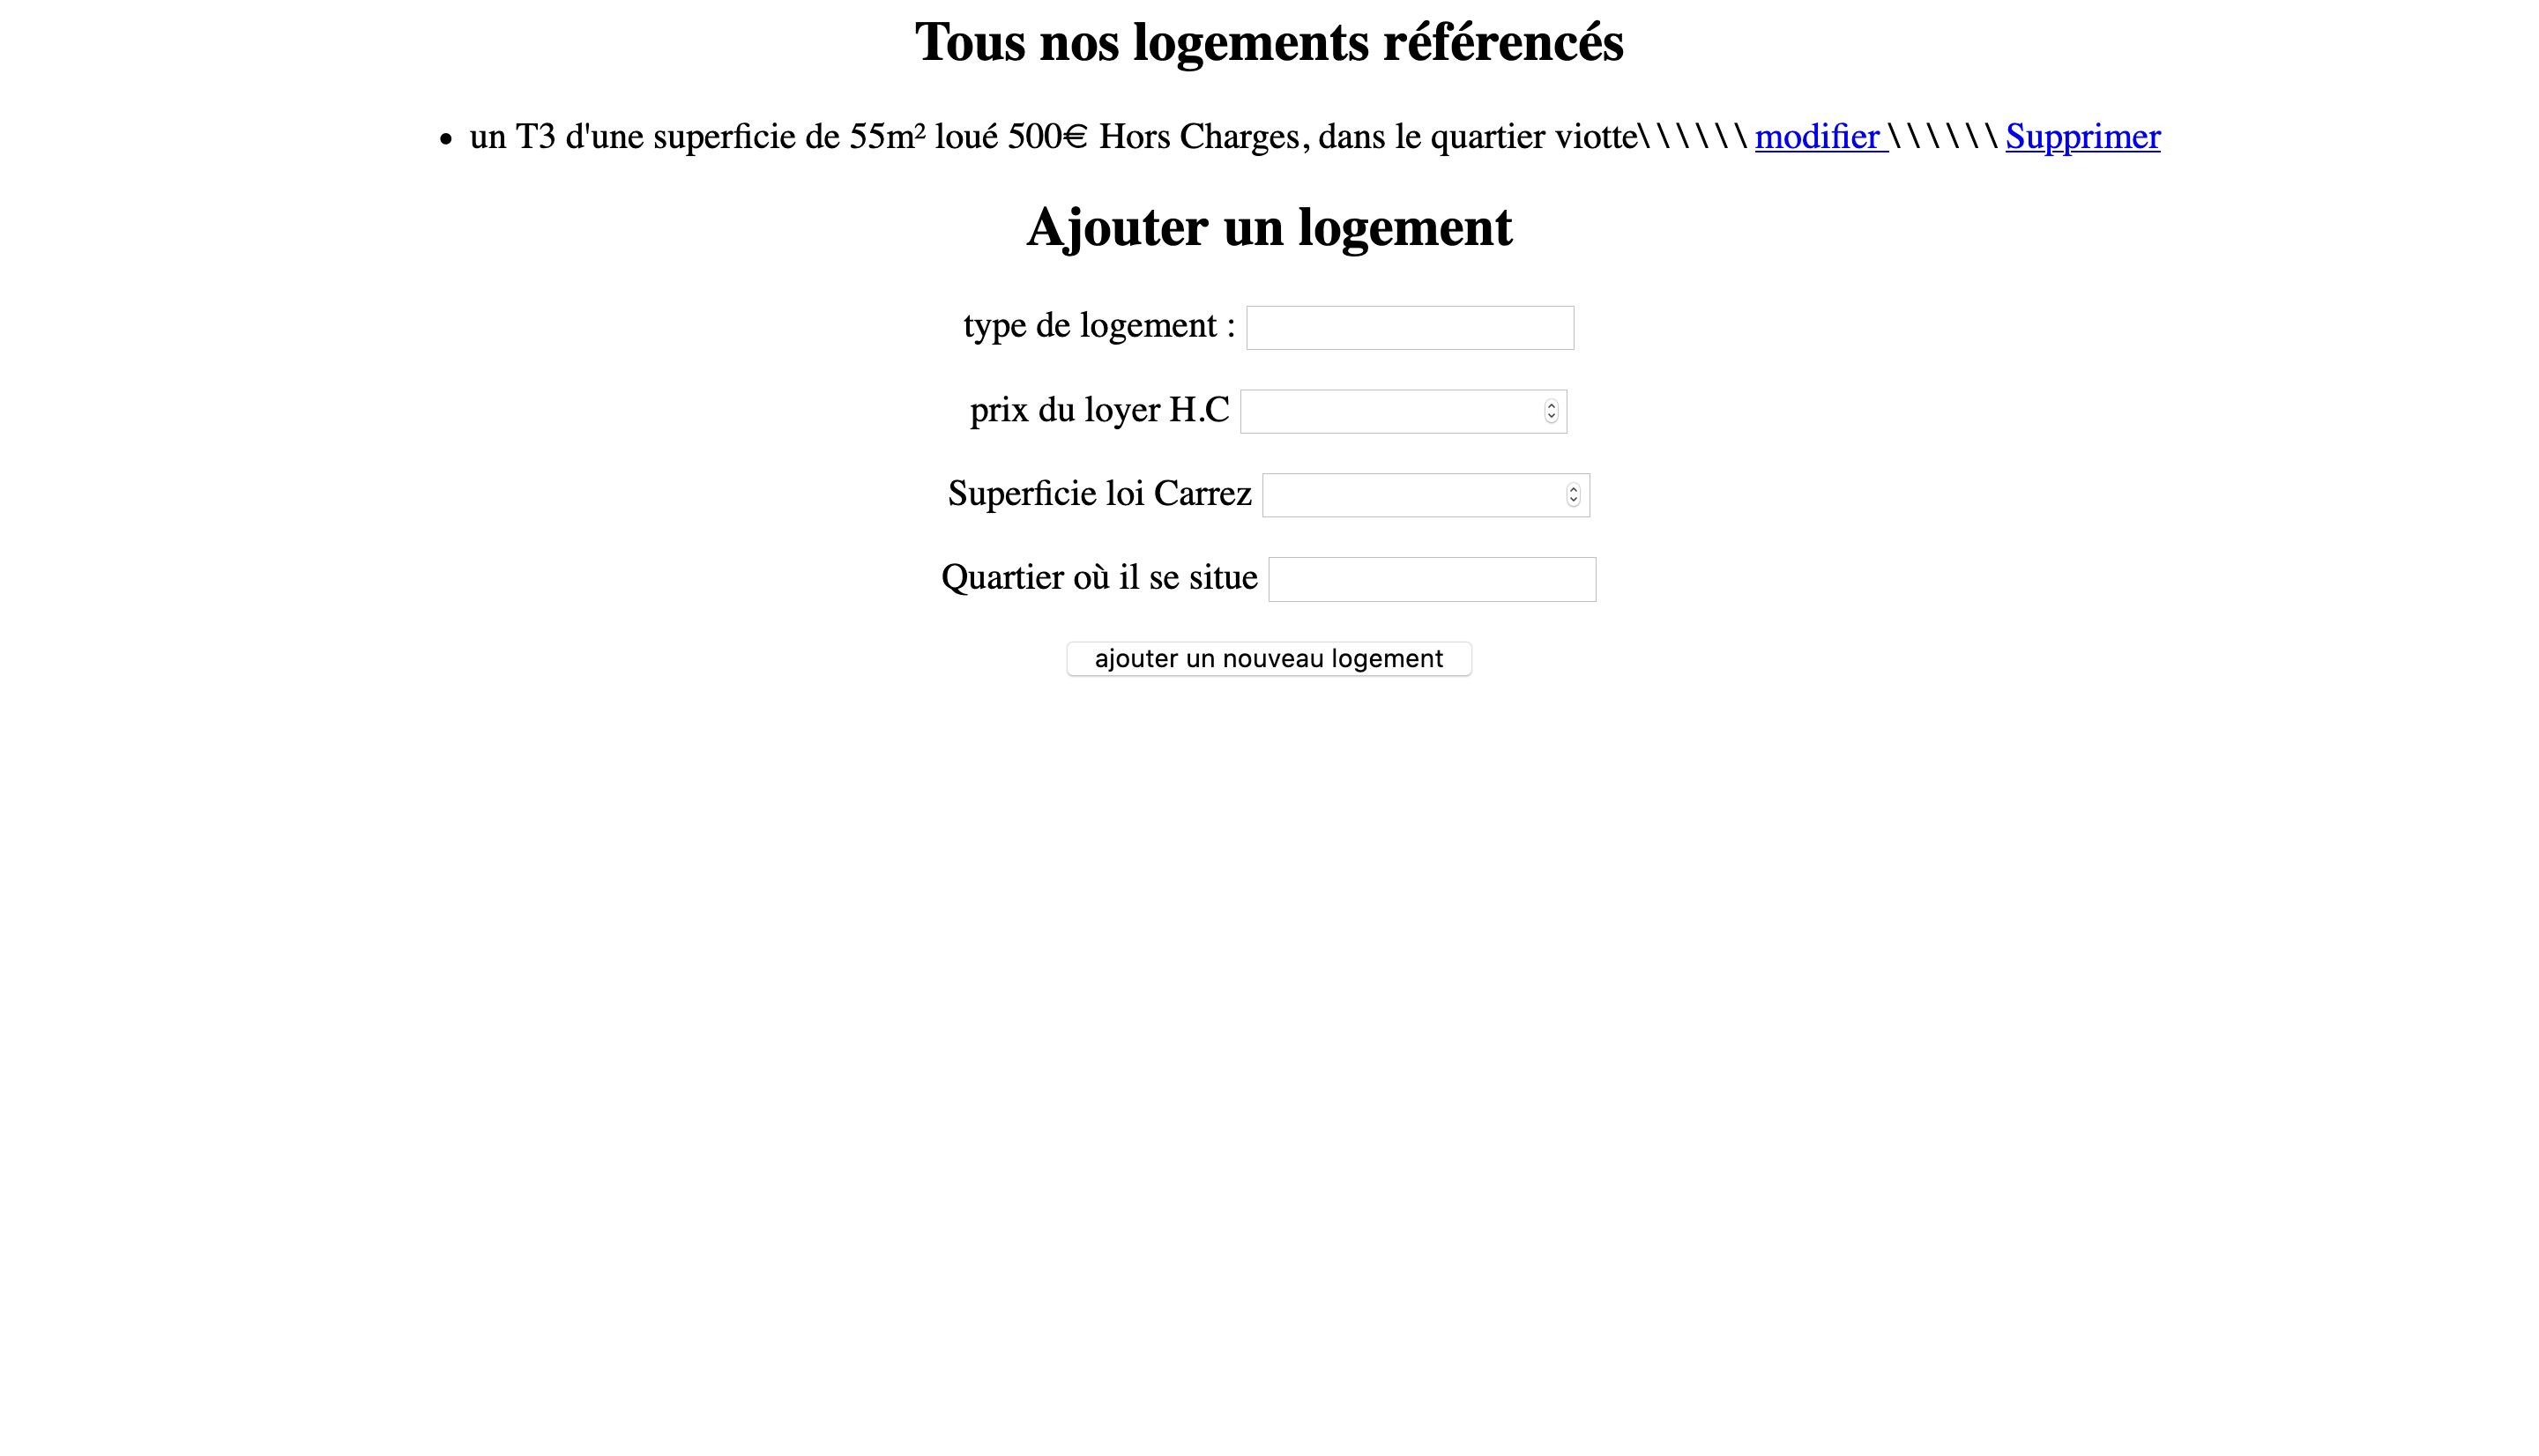 Tous nos logements référencés
• un T3 d'une superficie de 55m² loué 500€ Hors Charges, dans le quartier viotte\ \ \ \ \ \ modifier \ \ \ \ \ \ Supprimer
Ajouter un logement
type de logement :
prix du loyer H.C
Superficie loi Carrez
Quartier où il se situe
ajouter un nouveau logement